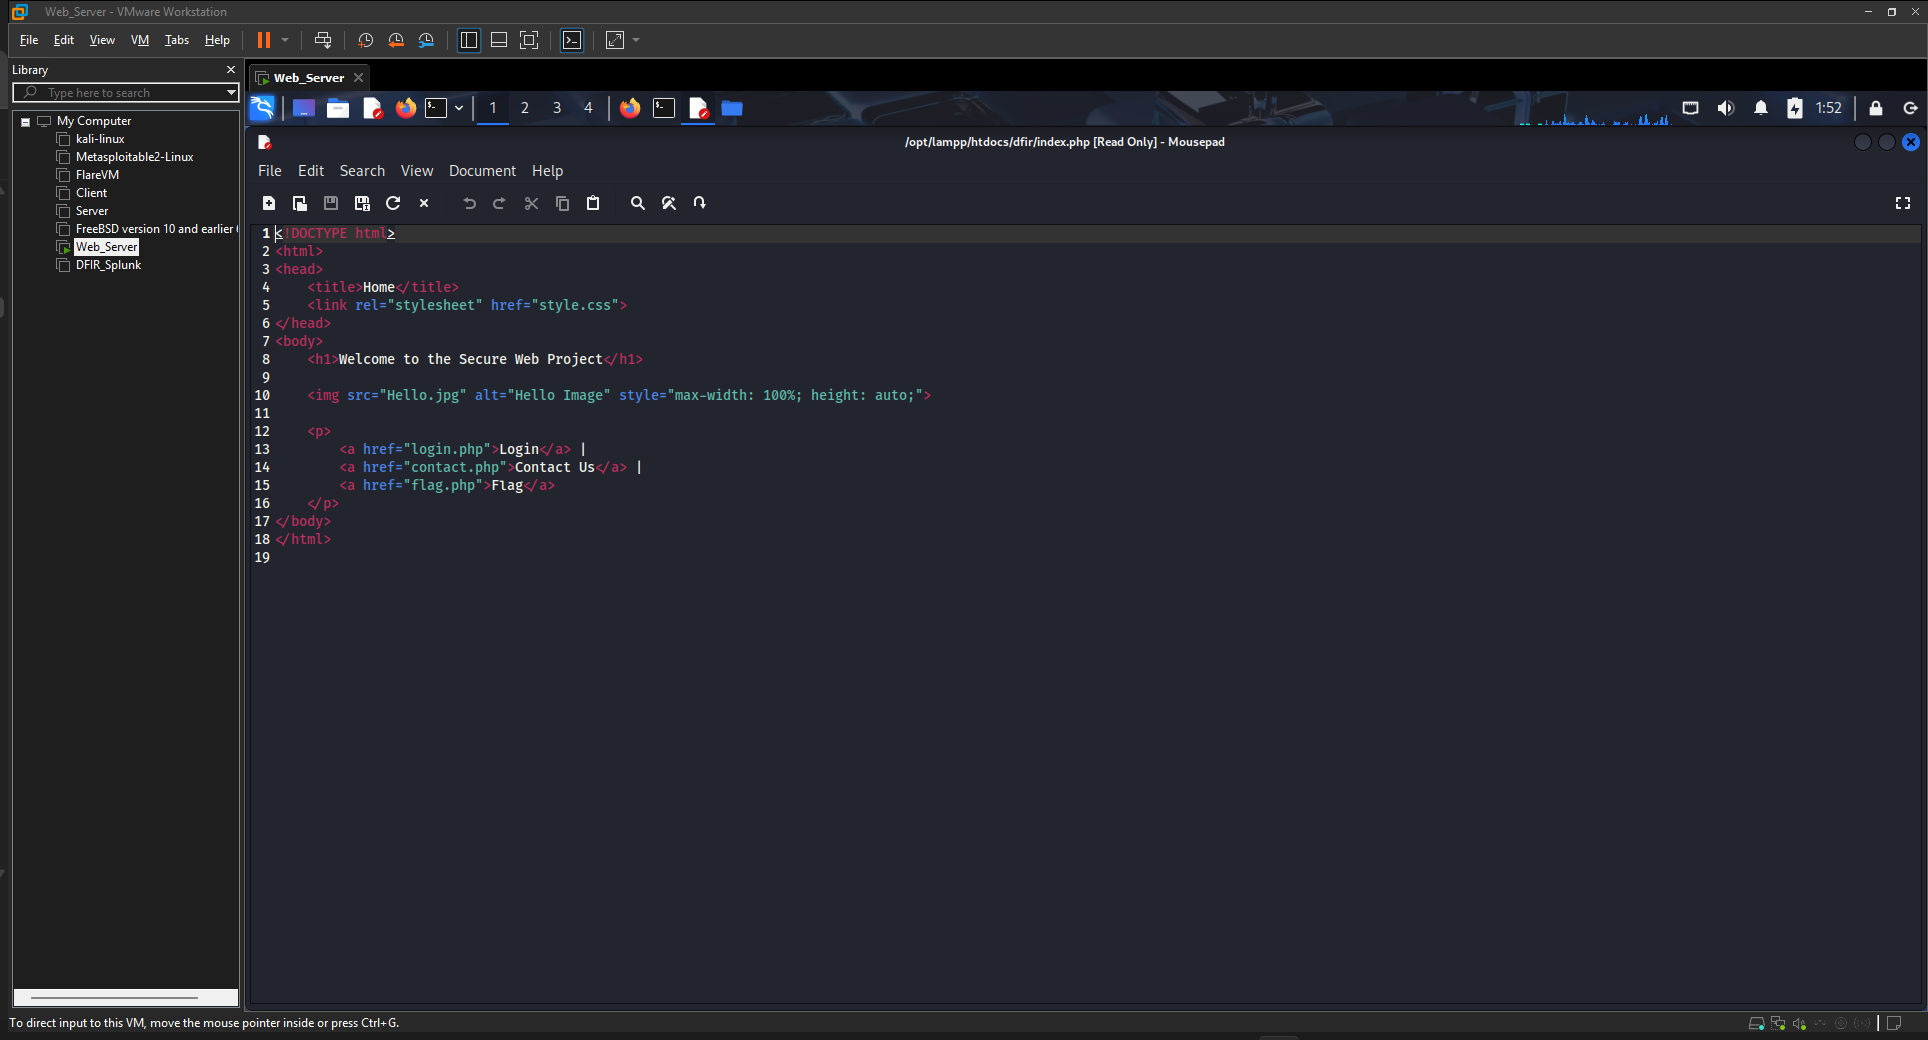 Web_Server - VMware Workstation
File Edit View VM Tabs Help
Library
Type here to search
My Computer
kali-linux
Metasploitable2-Linux
FlareVM
Client
Server
FreeBSD version 10 and earlier
Web_Server
DFIR_Splunk
Web_Server
1 2 3 4
1:52
/opt/lampp/htdocs/dfir/index.php [Read Only] - Mousepad
File Edit Search View Document Help
1 <!DOCTYPE html>
2 <html>
3 <head>
4     <title>Home</title>
5     <link rel="stylesheet" href="style.css">
6 </head>
7 <body>
8     <h1>Welcome to the Secure Web Project</h1>
9
10     <img src="Hello.jpg" alt="Hello Image" style="max-width: 100%; height: auto;">
11
12     <p>
13         <a href="login.php">Login</a> |
14         <a href="contact.php">Contact Us</a> |
15         <a href="flag.php">Flag</a>
16     </p>
17 </body>
18 </html>
19
To direct input to this VM, move the mouse pointer inside or press Ctrl+G.